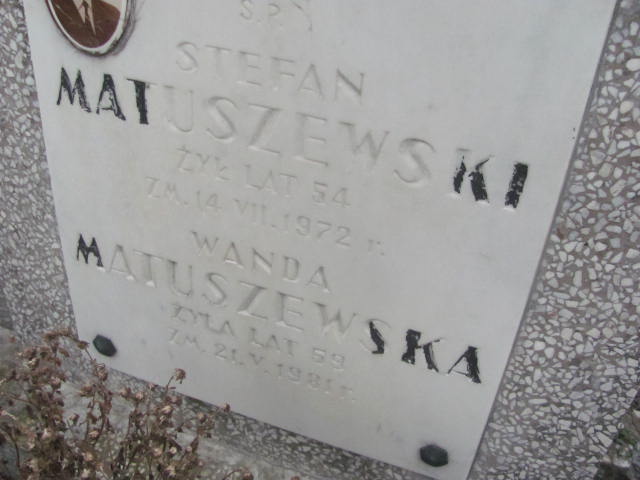 S.P.
STEFAN
MATUSZEWSKI
ŻYŁ LAT 54
ZM. 14.VII.1972 r.
WANDA
MATUSZEWSKA
ŻYŁA LAT 59
ZM. 21.V.1981 r.